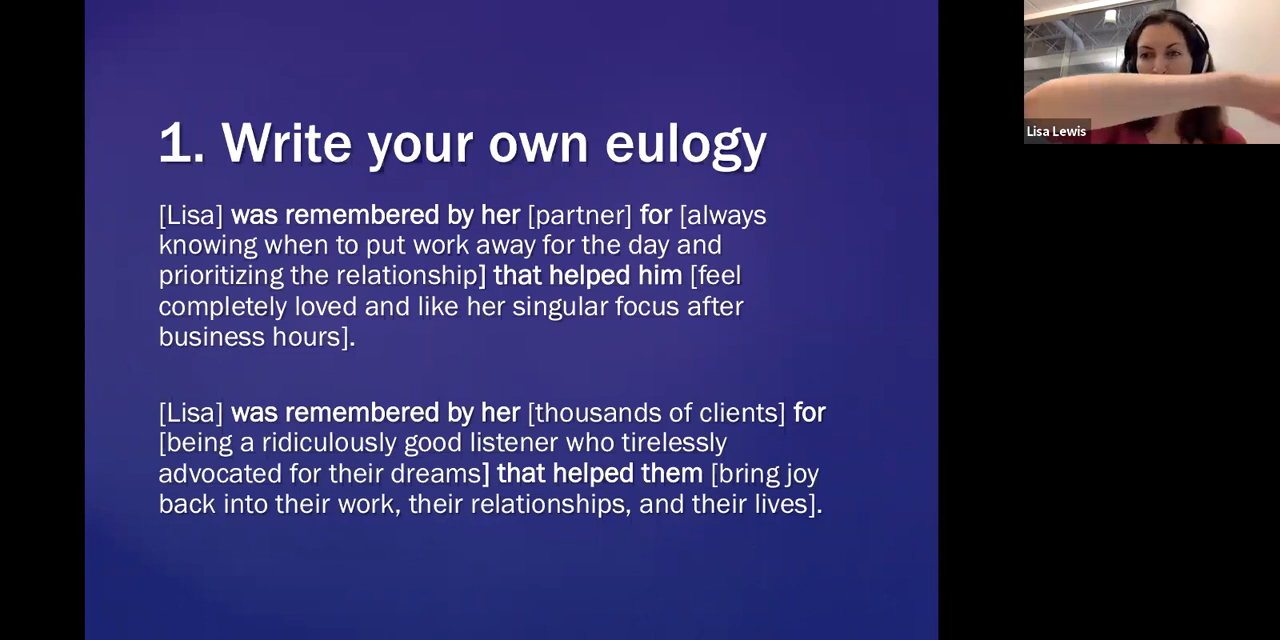 1. Write your own eulogy
[Lisa] was remembered by her [partner] for [always
knowing when to put work away for the day and
prioritizing the relationship] that helped him [feel
completely loved and like her singular focus after
business hours].
[Lisa] was remembered by her [thousands of clients] for
[being a ridiculously good listener who tirelessly
advocated for their dreams] that helped them [bring joy
back into their work, their relationships, and their lives].
Lisa Lewis